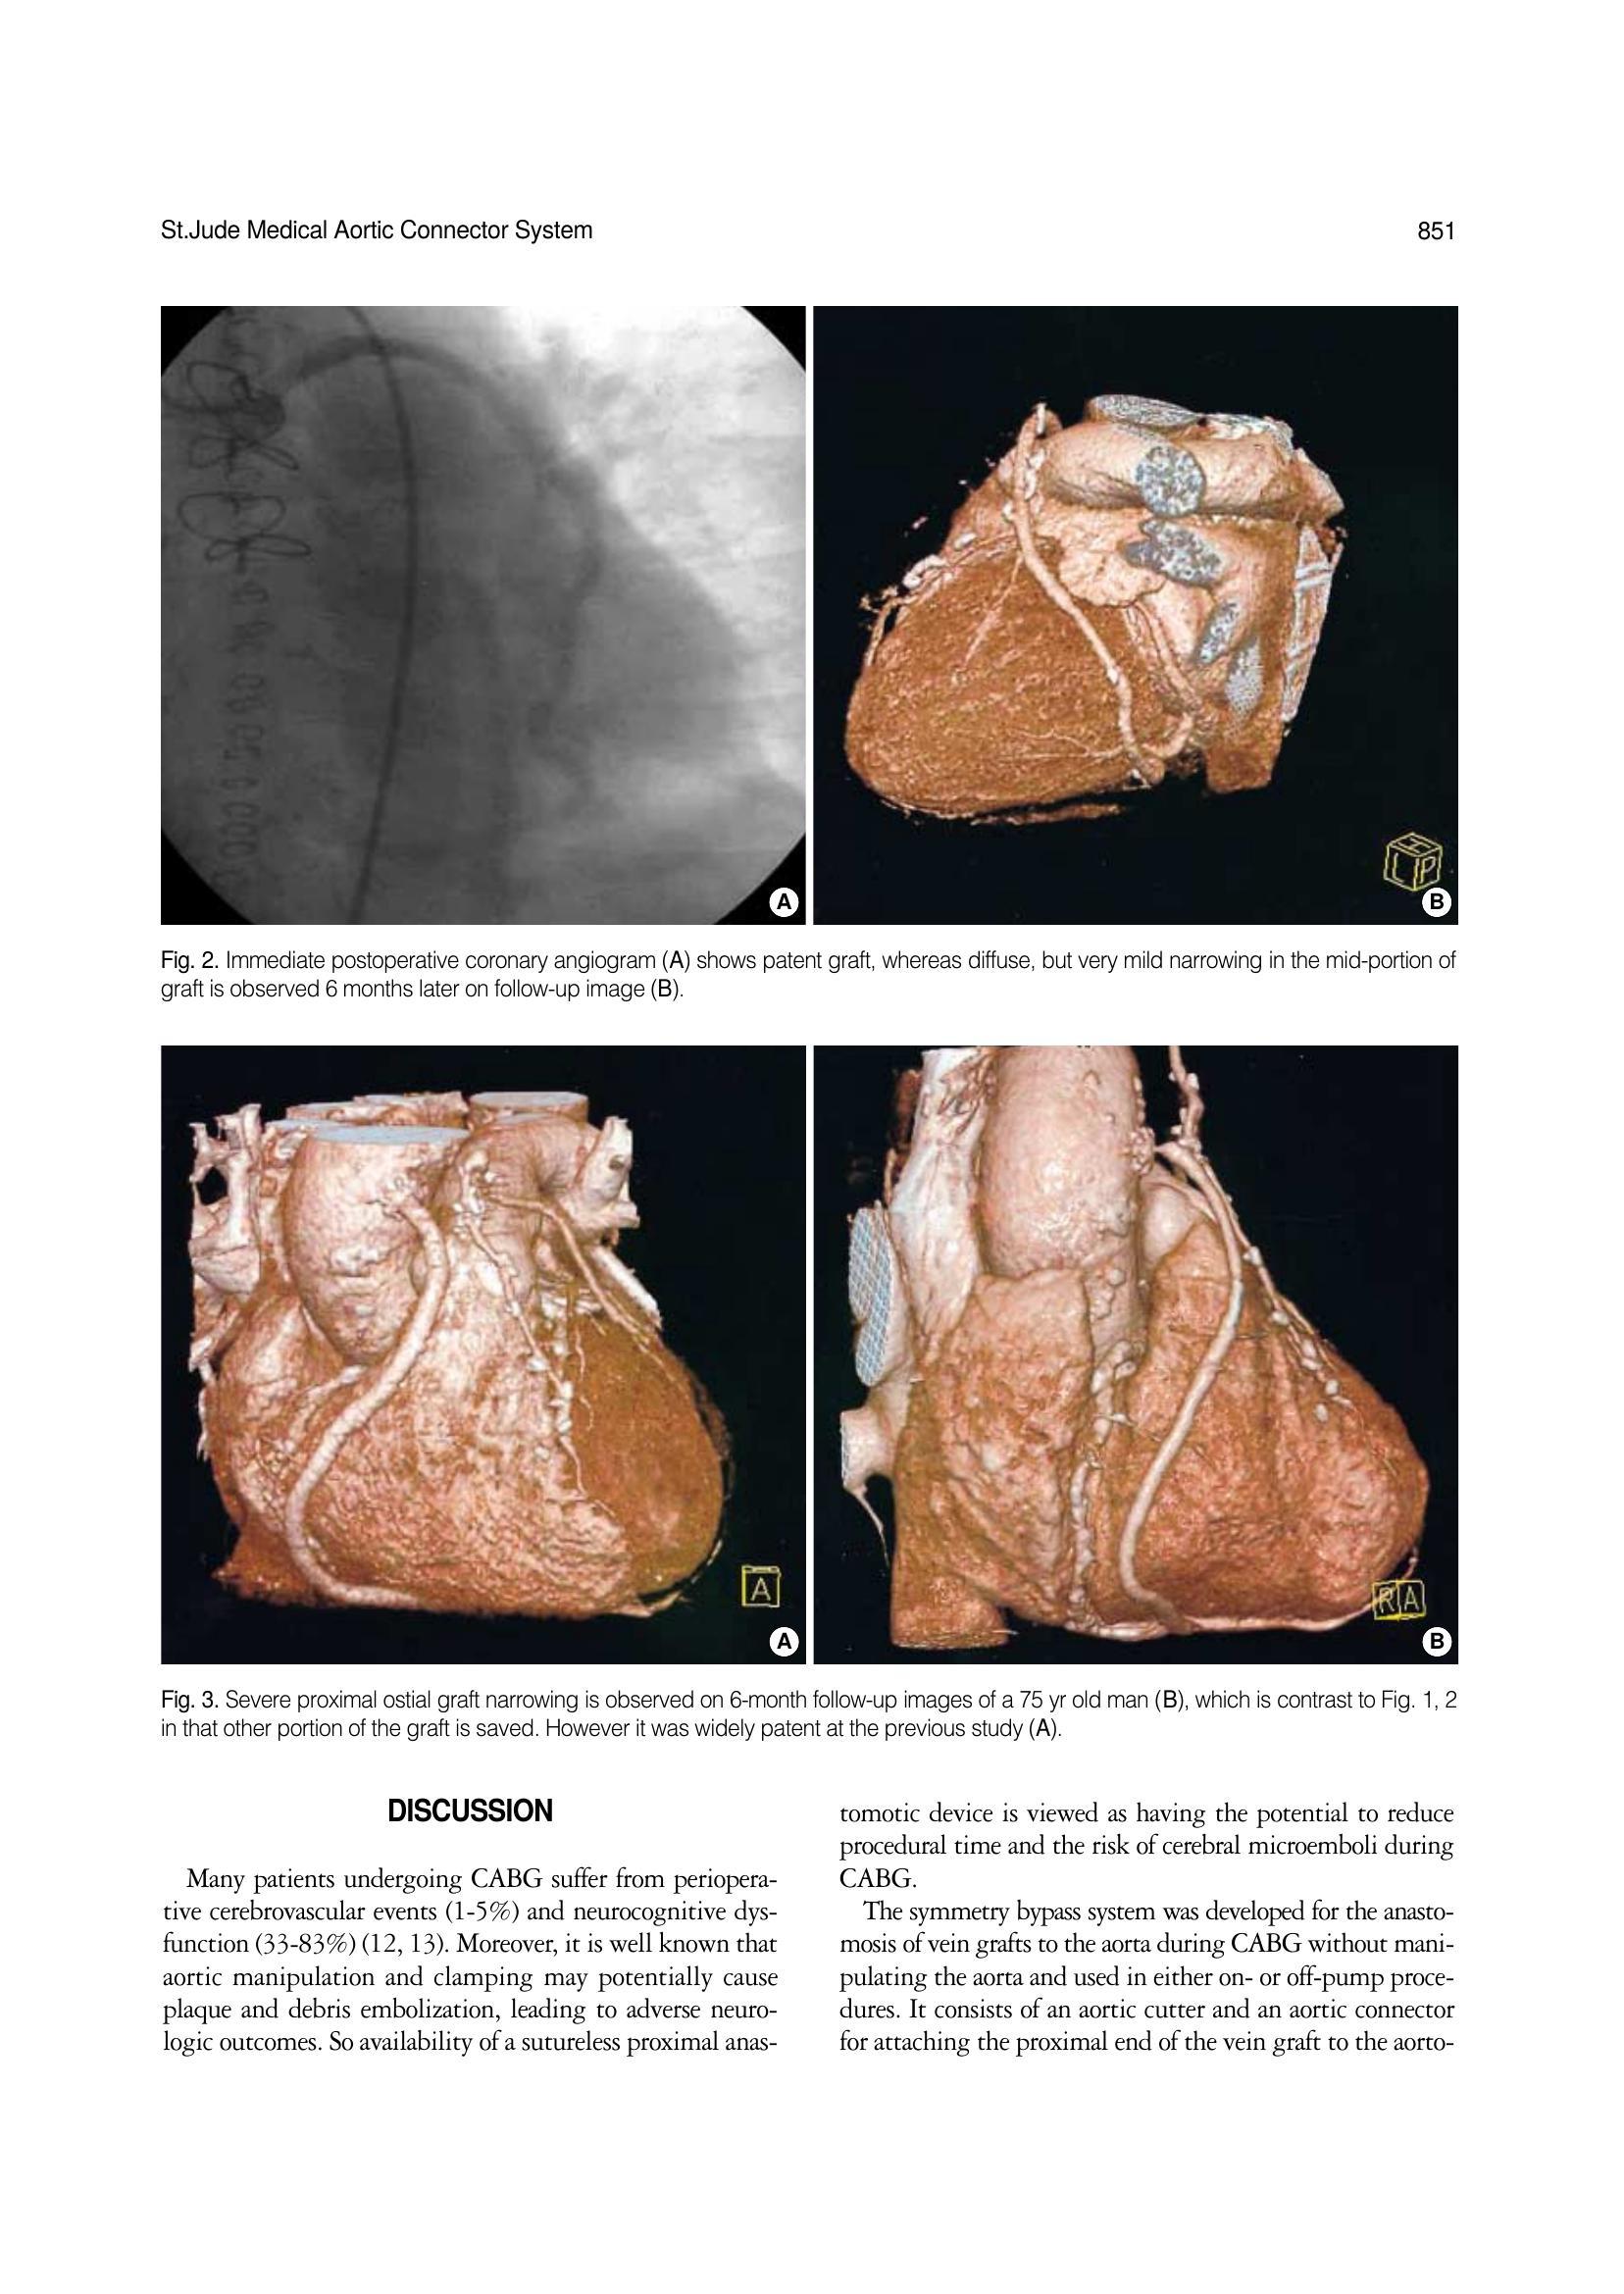 St.Jude Medical Aortic Connector System
851
A
H
L
P
B
Fig. 2. Immediate postoperative coronary angiogram (A) shows patent graft, whereas diffuse, but very mild narrowing in the mid-portion of
graft is observed 6 months later on follow-up image (B).
A
A
R A
B
Fig. 3. Severe proximal ostial graft narrowing is observed on 6-month follow-up images of a 75 yr old man (B), which is contrast to Fig. 1, 2
in that other portion of the graft is saved. However it was widely patent at the previous study (A).
DISCUSSION
Many patients undergoing CABG suffer from periopera-
tive cerebrovascular events (1-5%) and neurocognitive dys-
function (33-83%) (12, 13). Moreover, it is well known that
aortic manipulation and clamping may potentially cause
plaque and debris embolization, leading to adverse neuro-
logic outcomes. So availability of a sutureless proximal anas-
tomotic device is viewed as having the potential to reduce
procedural time and the risk of cerebral microemboli during
CABG.
The symmetry bypass system was developed for the anasto-
mosis of vein grafts to the aorta during CABG without mani-
pulating the aorta and used in either on- or off-pump proce-
dures. It consists of an aortic cutter and an aortic connector
for attaching the proximal end of the vein graft to the aorto-